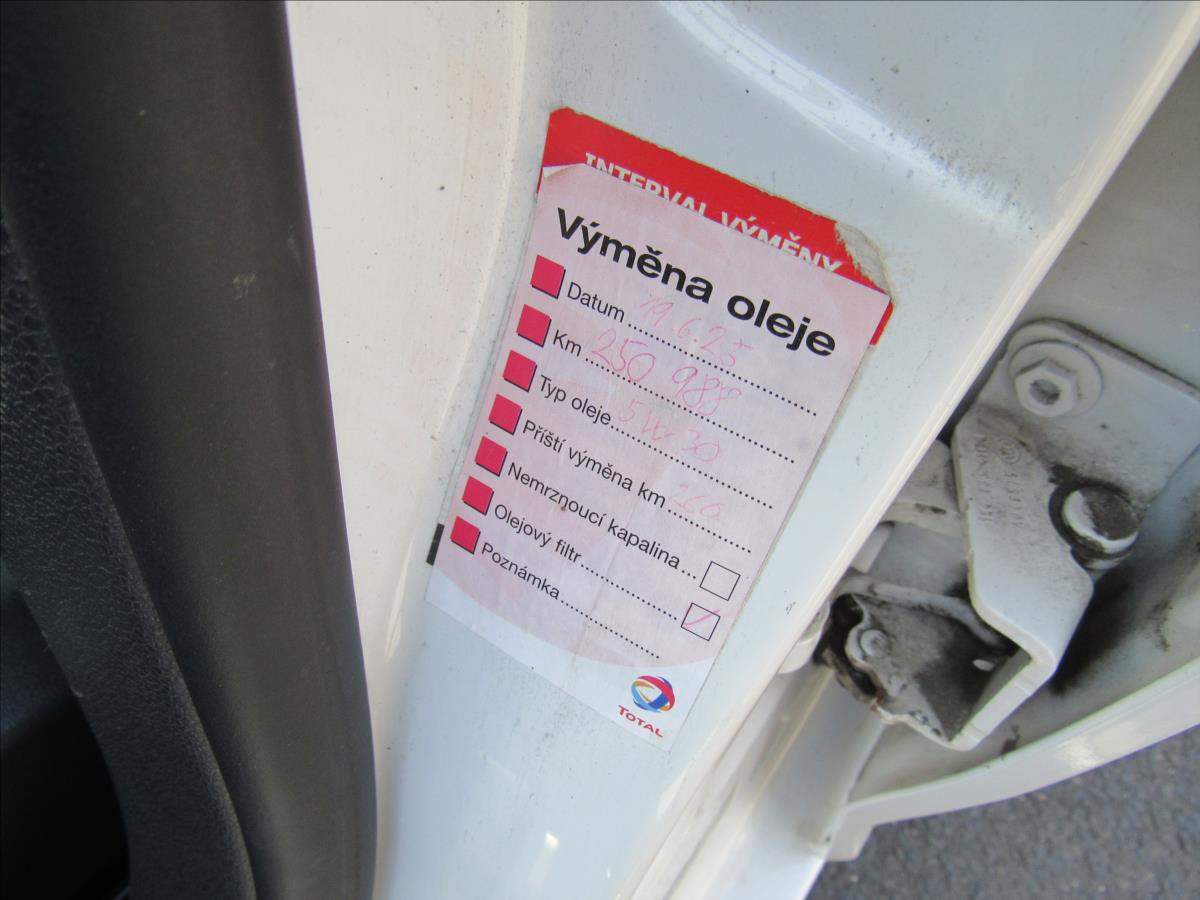 INTERVAL VÝMĚNY
Výměna oleje
Datum 19.6.25
Km 250 988
Typ oleje 5W30
Příští výměna km
Nemrznoucí kapalina
Olejový filtr
Poznámka
TOTAL